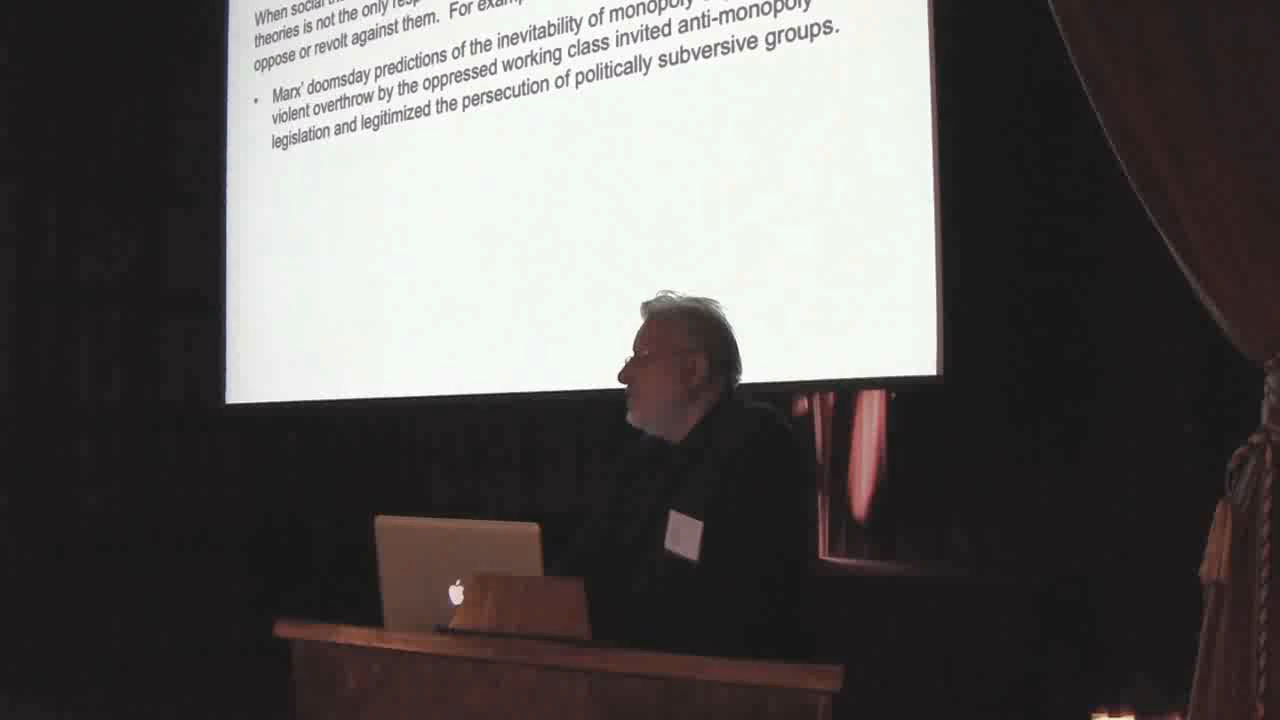 When social
theories is not the only
oppose or revolt against them. For
• Marx' doomsday predictions of the inevitability of monopoly
violent overthrow by the oppressed working class invited anti-monopoly
legislation and legitimized the persecution of politically subversive groups.